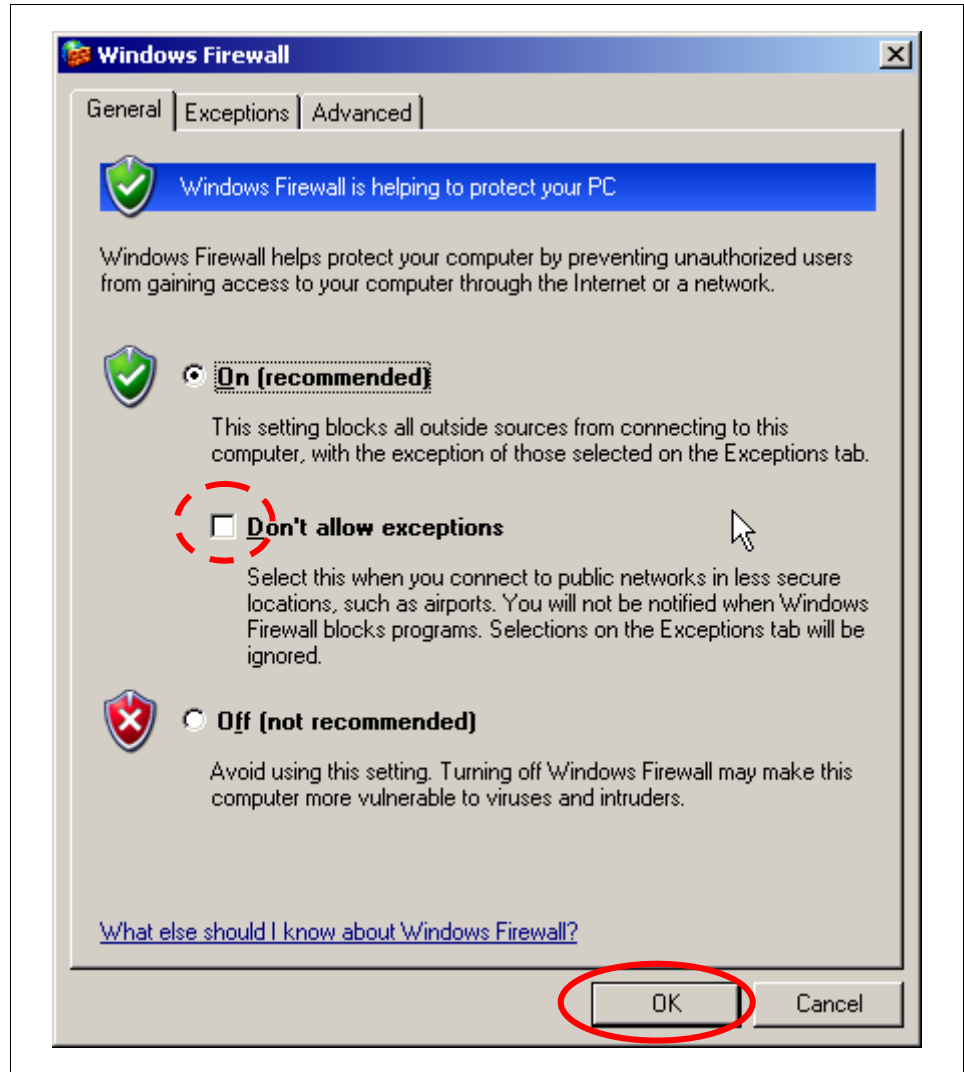 Windows Firewall
General Exceptions Advanced
Windows Firewall is helping to protect your PC
Windows Firewall helps protect your computer by preventing unauthorized users
from gaining access to your computer through the Internet or a network.
On (recommended)
This setting blocks all outside sources from connecting to this
computer, with the exception of those selected on the Exceptions tab.
Don't allow exceptions
Select this when you connect to public networks in less secure
locations, such as airports. You will not be notified when Windows
Firewall blocks programs. Selections on the Exceptions tab will be
ignored.
Off (not recommended)
Avoid using this setting. Turning off Windows Firewall may make this
computer more vulnerable to viruses and intruders.
What else should I know about Windows Firewall?
OK Cancel